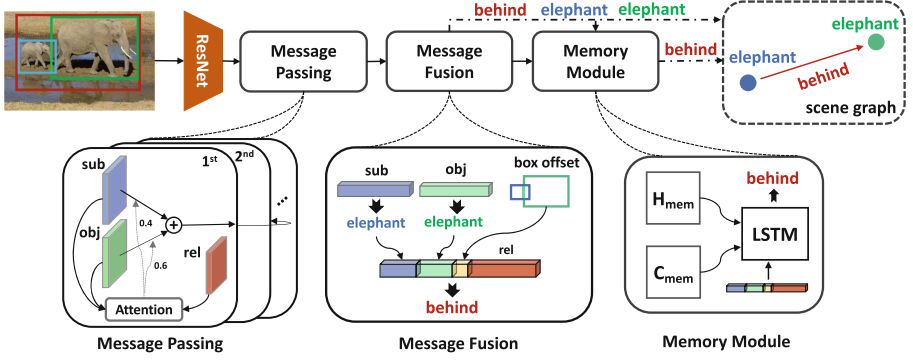 behind elephant elephant
ResNet
Message Passing
Message Fusion
Memory Module
behind
elephant
elephant
behind
scene graph
1st
2nd
...
sub
obj
0.4
+
0.6
rel
Attention
Message Passing
sub
obj
box offset
elephant
elephant
rel
behind
Message Fusion
behind
Hmem
LSTM
Cmem
Memory Module